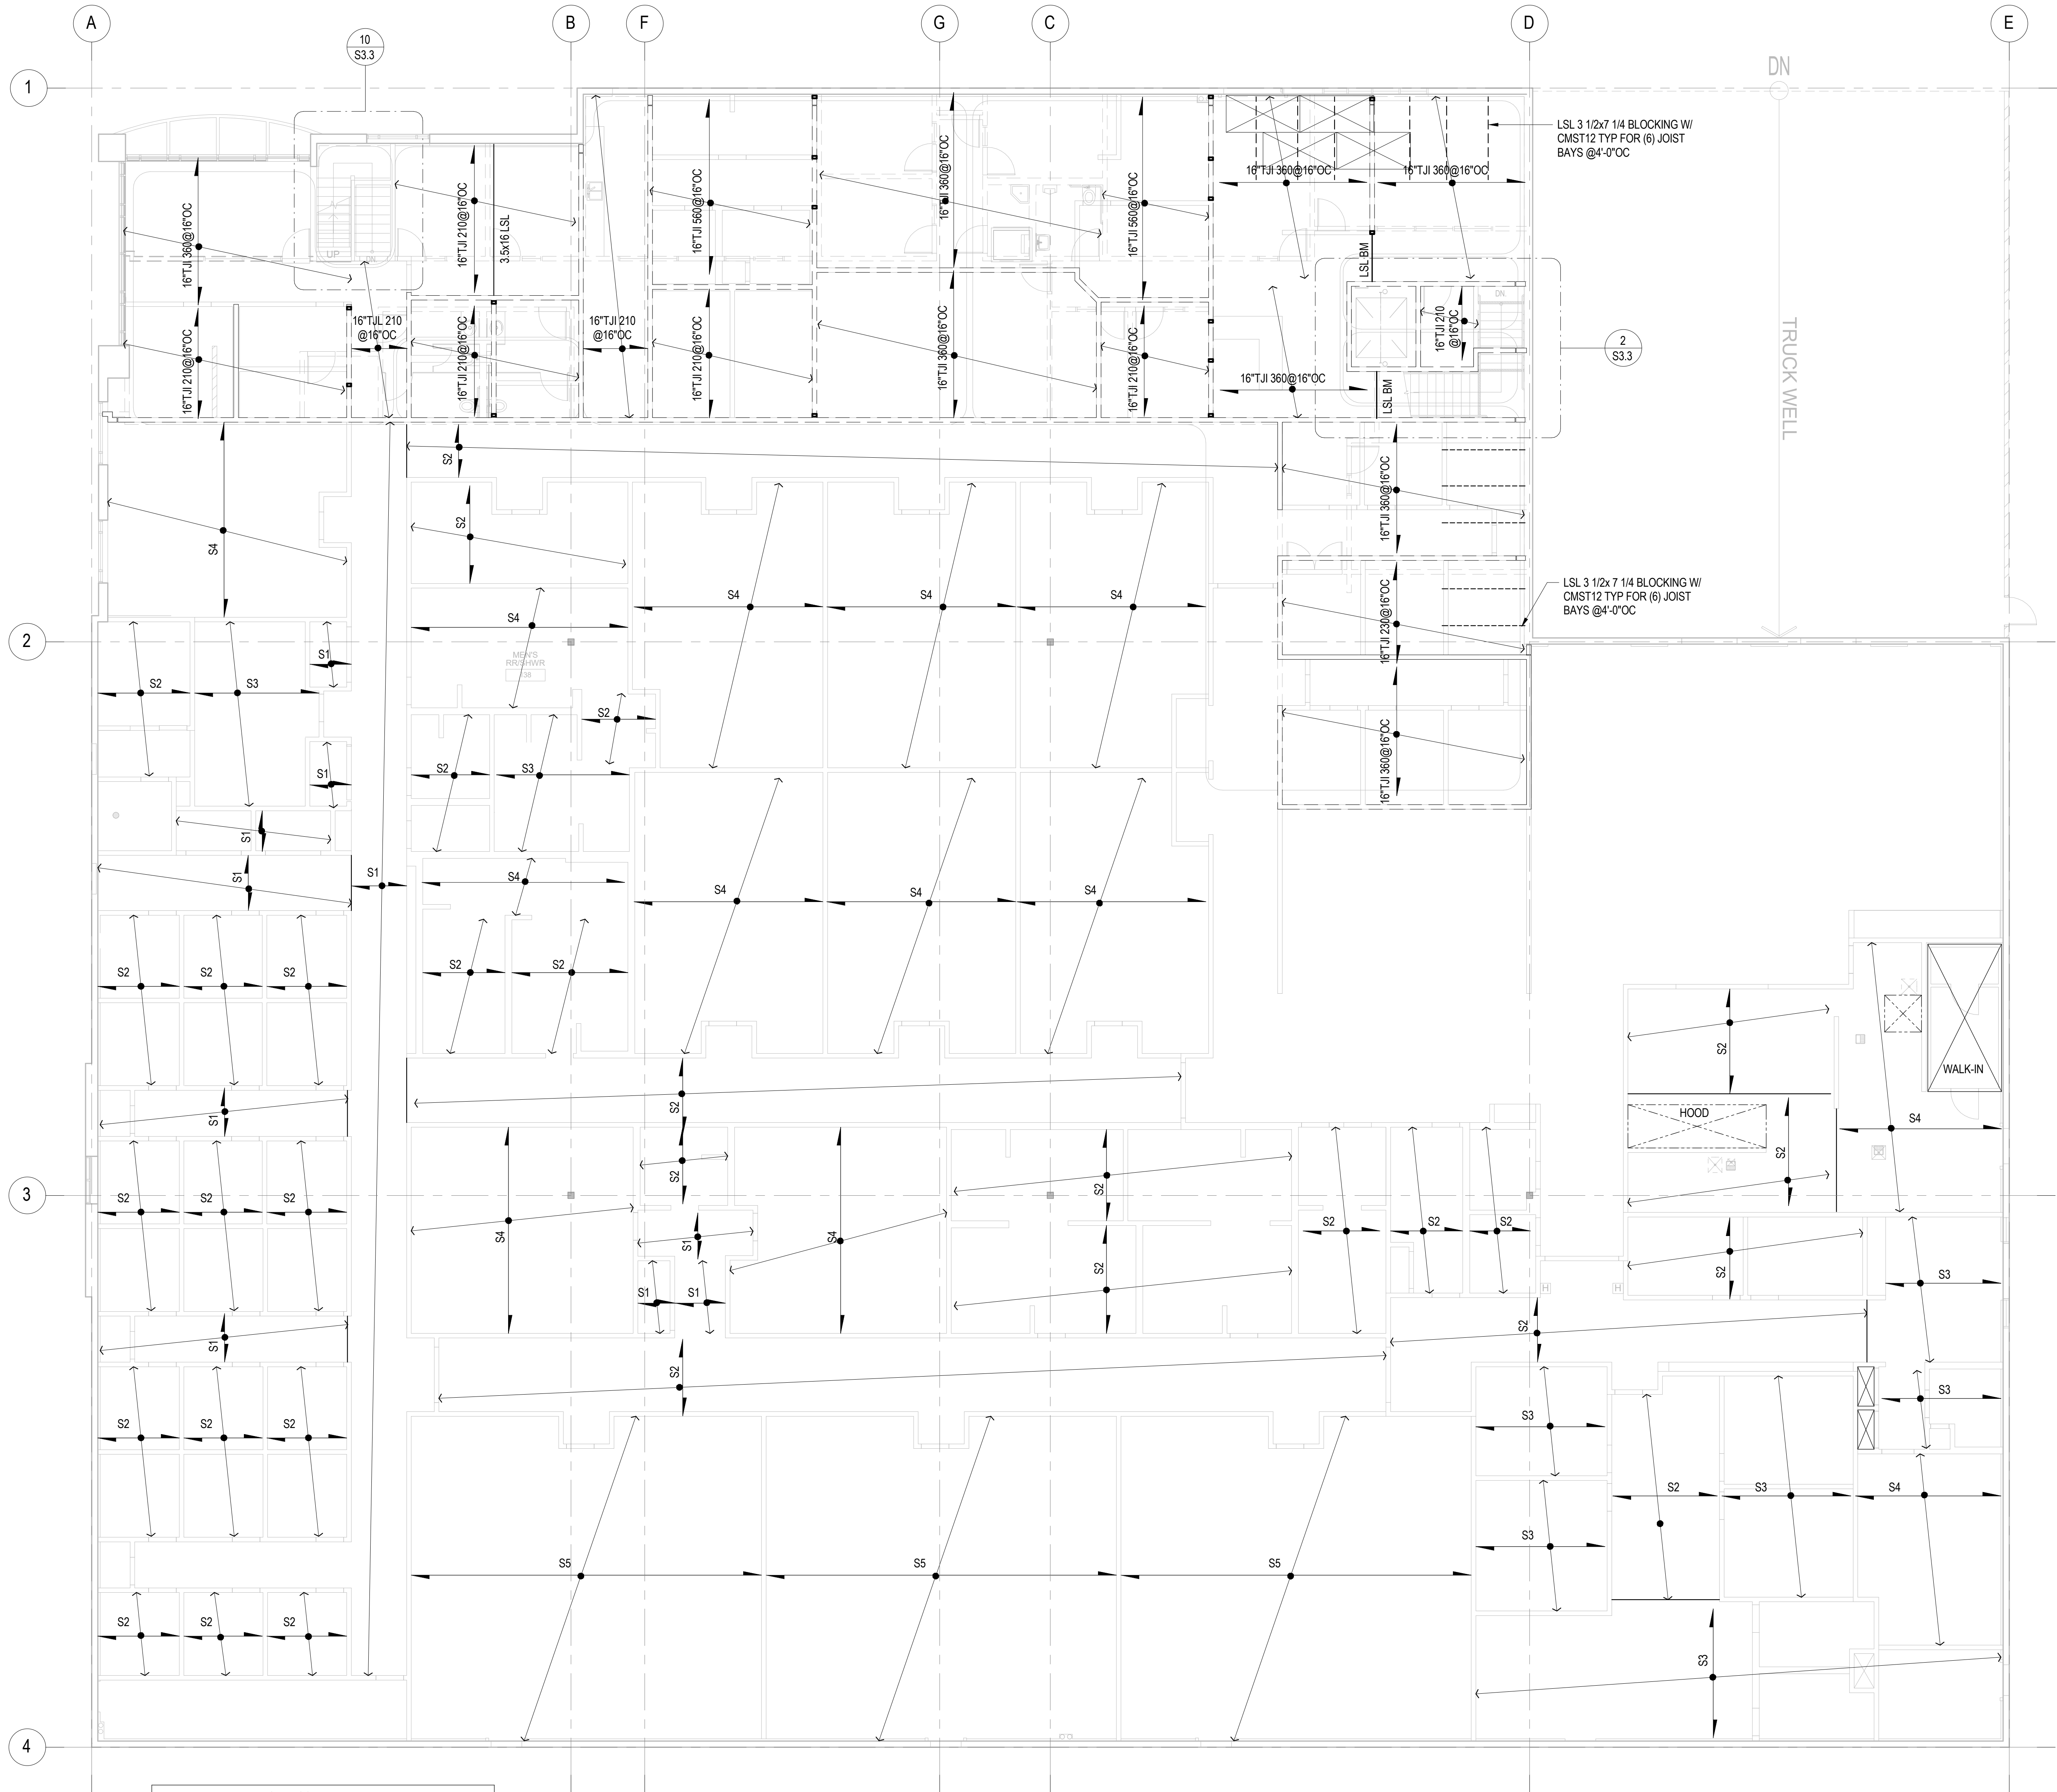 A
B
F
G
C
D
E
10
S3.3
1
DN
LSL 3 1/2x7 1/4 BLOCKING W/
CMST12 TYP FOR (6) JOIST
BAYS @4'-0"OC
16"TJI 360@16"OC
16"TJI 210@16"OC
3.5x16 LSL
16"TJI 560@16"OC
16"TJI 360@16"OC
16"TJI 560@16"OC
16"TJI 360@16"OC
16"TJI 360@16"OC
UP
DN
LSL BM
DN
16"TJI 210@16"OC
16"TJL 210
@16"OC
16"TJI 210@16"OC
16"TJI 210
@16"OC
16"TJI 210@16"OC
16"TJI 360@16"OC
16"TJI 210@16"OC
16"TJI 360@16"OC
16"TJI 210
@16"OC
LSL BM
2
S3.3
TRUCK WELL
S2
S4
S2
16"TJI 360@16"OC
S4
S4
S4
S4
LSL 3 1/2x 7 1/4 BLOCKING W/
CMST12 TYP FOR (6) JOIST
BAYS @4'-0"OC
16"TJI 230@16"OC
2
MEN'S
RR/SHWR
338
S1
S2
S3
S2
16"TJI 360@16"OC
S1
S2
S3
S1
S1
S1
S4
S4
S4
S4
S2
S2
S2
S2
S2
S2
WALK-IN
S1
S2
HOOD
S4
S2
S4
S2
S4
S2
3
S2
S2
S2
S1
S2
S2
S2
S2
S2
S3
S1
S1
H
H
S1
S2
S2
S2
S2
S2
S3
S3
S2
S3
S4
S3
S5
S5
S5
S2
S2
S2
S3
4